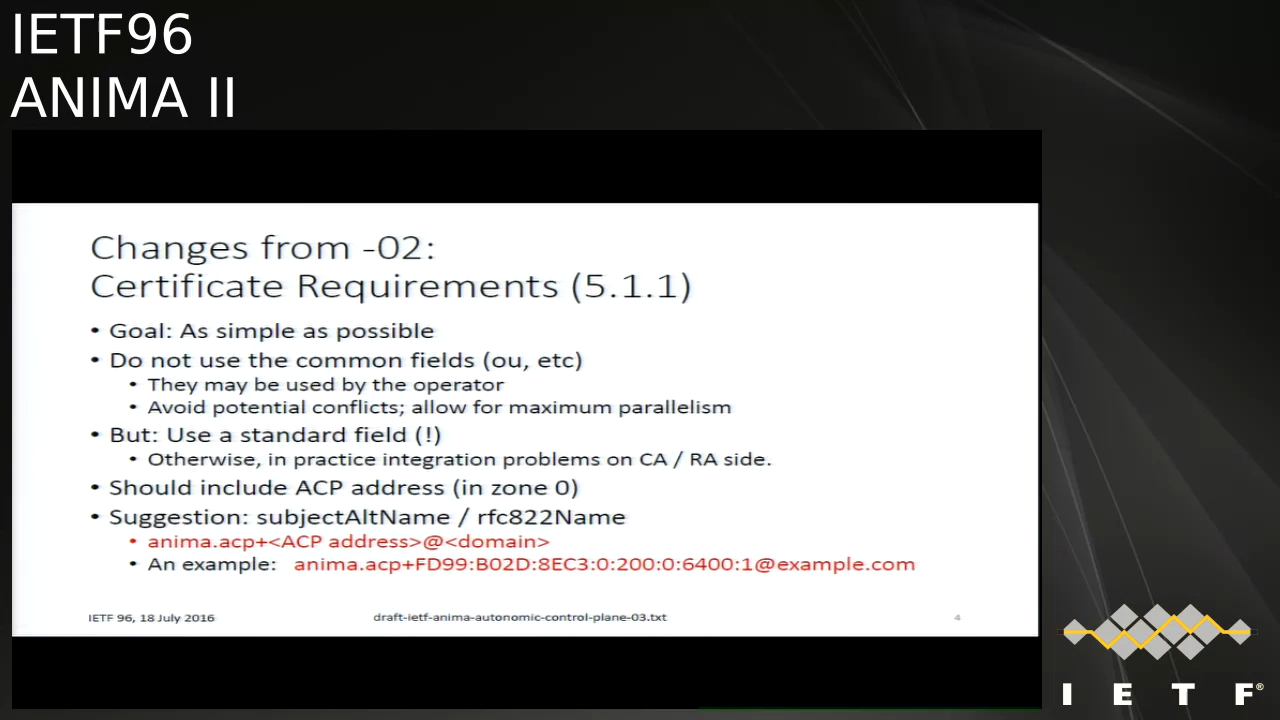 IETF96
ANIMA II
Changes from -02:
Certificate Requirements (5.1.1)
• Goal: As simple as possible
• Do not use the common fields (ou, etc)
• They may be used by the operator
• Avoid potential conflicts; allow for maximum parallelism
• But: Use a standard field (!)
• Otherwise, in practice integration problems on CA / RA side.
• Should include ACP address (in zone 0)
• Suggestion: subjectAltName / rfc822Name
• anima.acp+<ACP address>@<domain>
• An example: anima.acp+FD99:B02D:8EC3:0:200:0:6400:1@example.com
IETF 96, 18 July 2016
draft-ietf-anima-autonomic-control-plane-03.txt
4
I E T F®